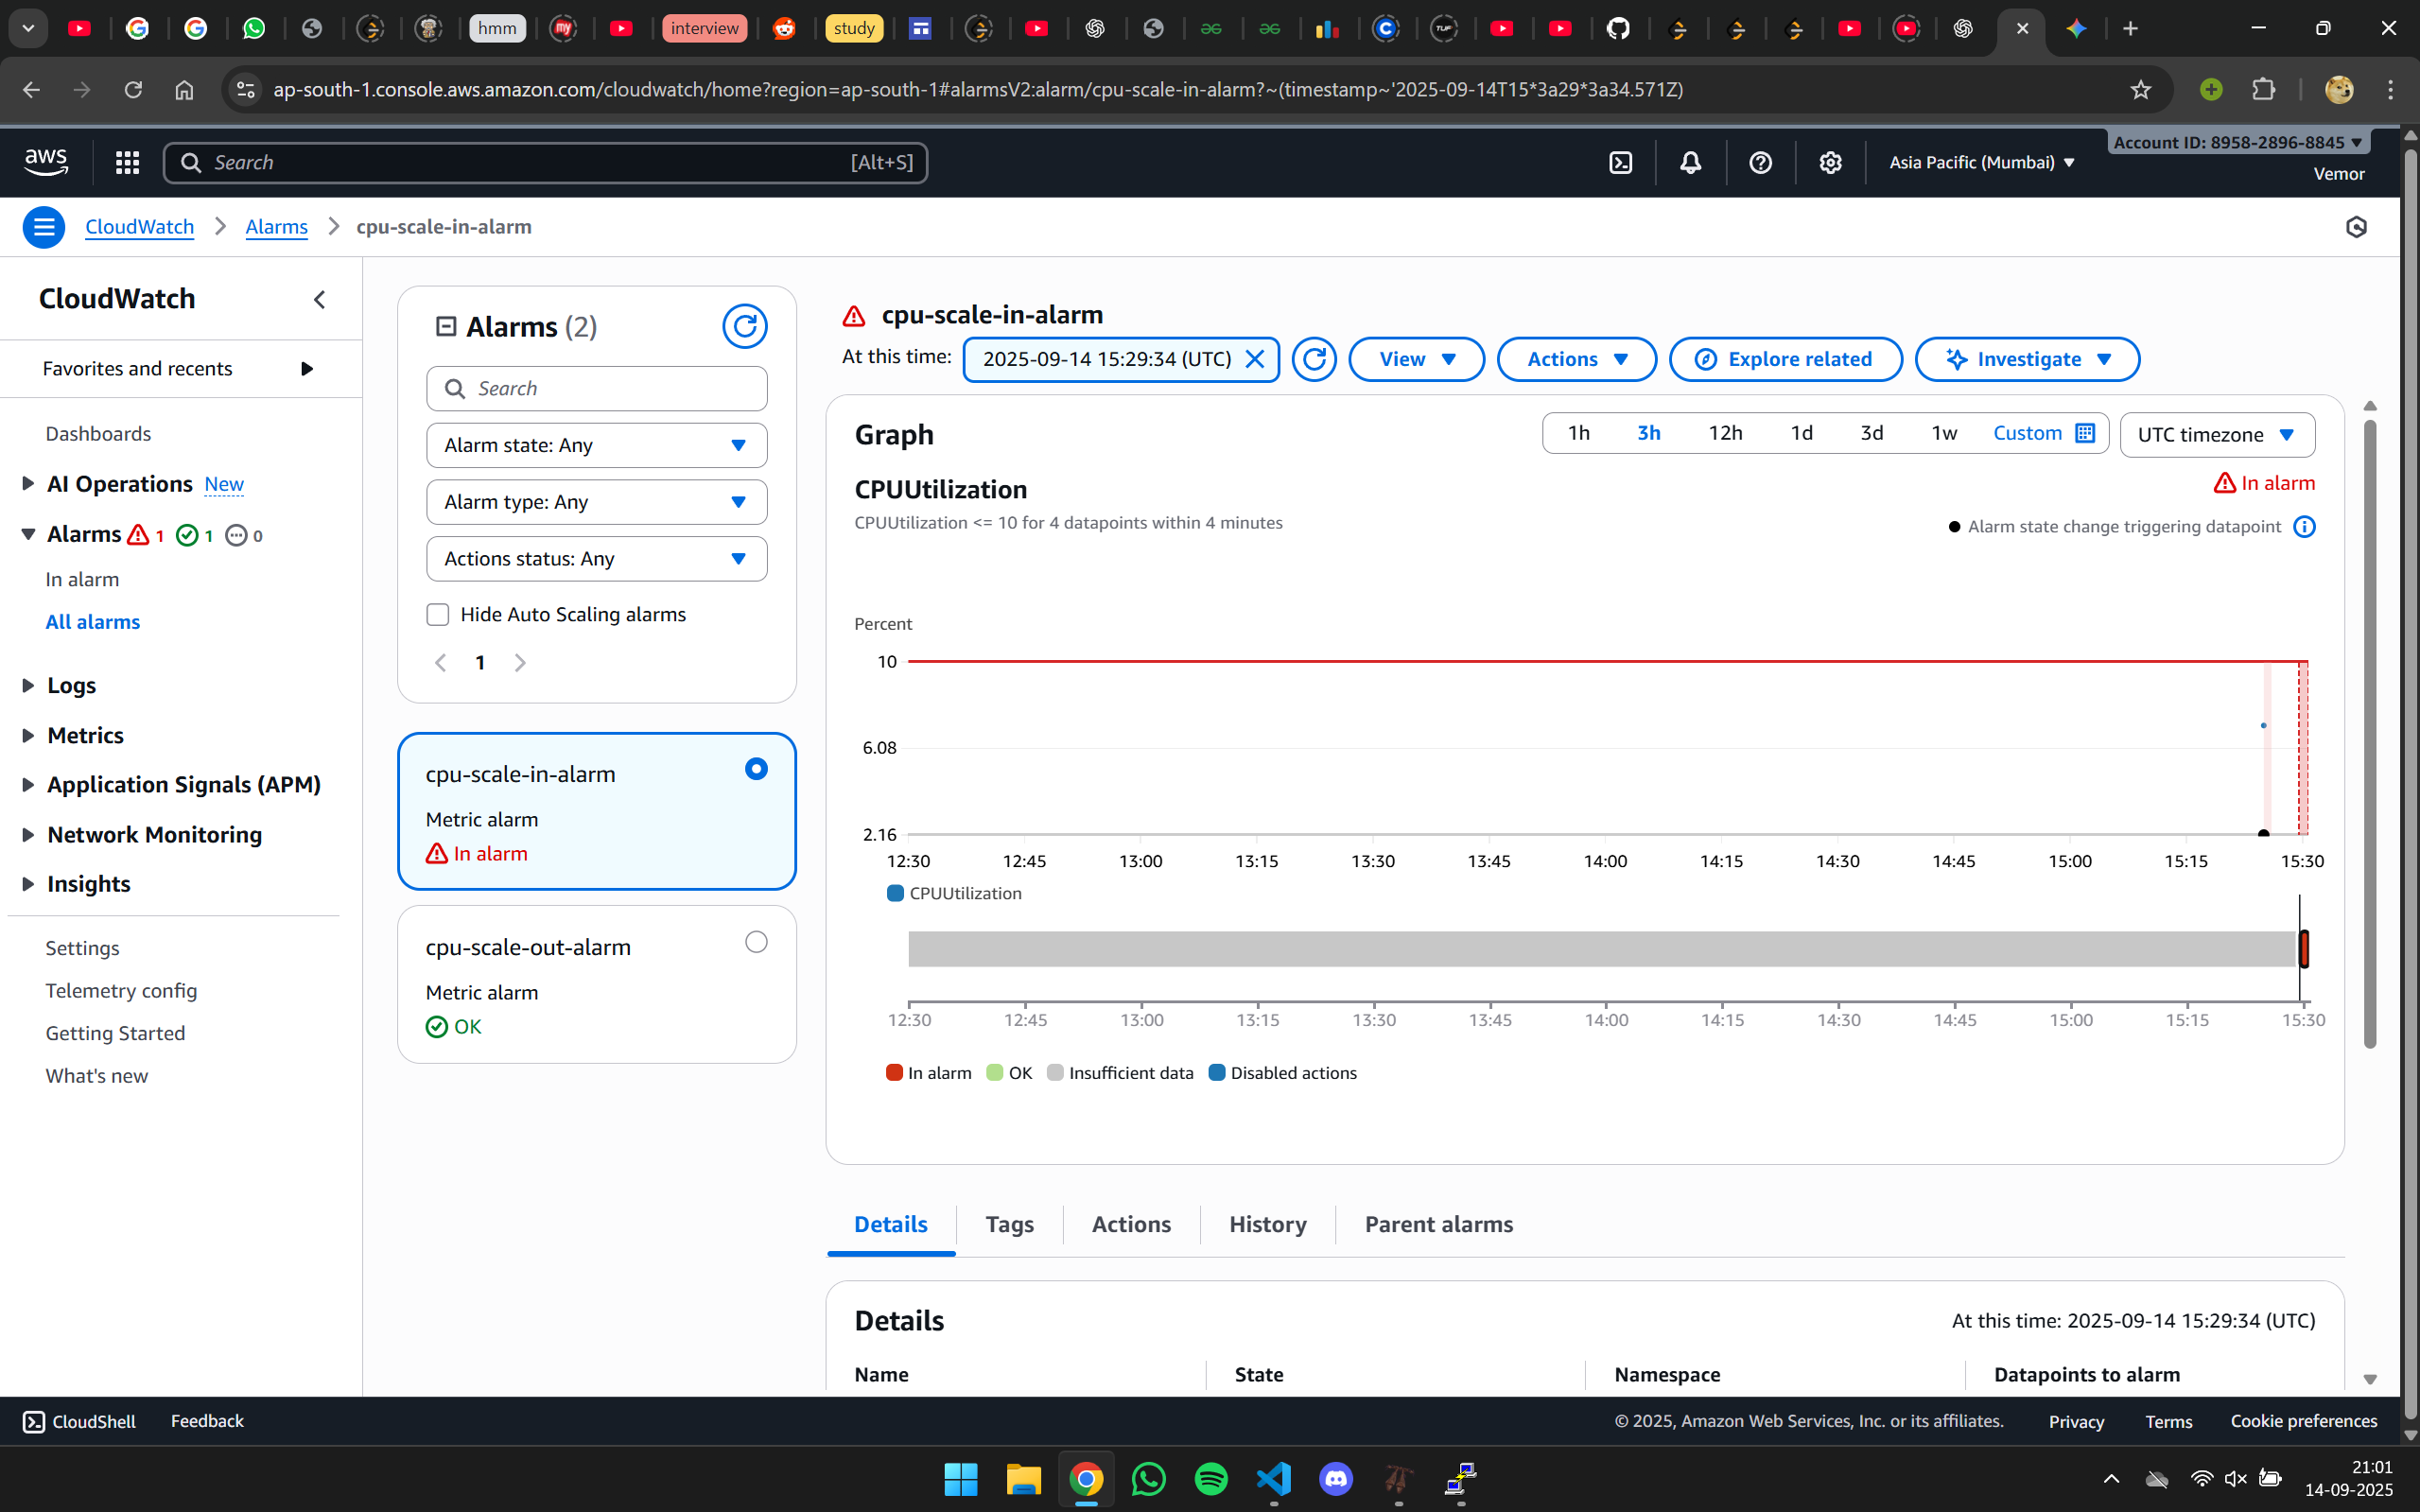 hmm
interview
study
ap-south-1.console.aws.amazon.com/cloudwatch/home?region=ap-south-1#alarmsV2:alarm/cpu-scale-in-alarm?~(timestamp~'2025-09-14T15*3a29*3a34.571Z)
aws
Search
[Alt+S]
Asia Pacific (Mumbai)
Account ID: 8958-2896-8845
Vemor
CloudWatch
Alarms
cpu-scale-in-alarm
CloudWatch
Favorites and recents
Dashboards
AI Operations New
Alarms 1 1 0
In alarm
All alarms
Logs
Metrics
Application Signals (APM)
Network Monitoring
Insights
Settings
Telemetry config
Getting Started
What's new
Alarms (2)
Search
Alarm state: Any
Alarm type: Any
Actions status: Any
Hide Auto Scaling alarms
1
cpu-scale-in-alarm
Metric alarm
In alarm
cpu-scale-out-alarm
Metric alarm
OK
cpu-scale-in-alarm
At this time:
2025-09-14 15:29:34 (UTC)
View
Actions
Explore related
Investigate
Graph
1h 3h 12h 1d 3d 1w Custom
UTC timezone
CPUUtilization
In alarm
CPUUtilization <= 10 for 4 datapoints within 4 minutes
Alarm state change triggering datapoint
Percent
10
6.08
2.16
12:30 12:45 13:00 13:15 13:30 13:45 14:00 14:15 14:30 14:45 15:00 15:15 15:30
CPUUtilization
12:30 12:45 13:00 13:15 13:30 13:45 14:00 14:15 14:30 14:45 15:00 15:15 15:30
In alarm OK Insufficient data Disabled actions
Details Tags Actions History Parent alarms
Details
At this time: 2025-09-14 15:29:34 (UTC)
Name State Namespace Datapoints to alarm
CloudShell Feedback
© 2025, Amazon Web Services, Inc. or its affiliates. Privacy Terms Cookie preferences
21:01
14-09-2025